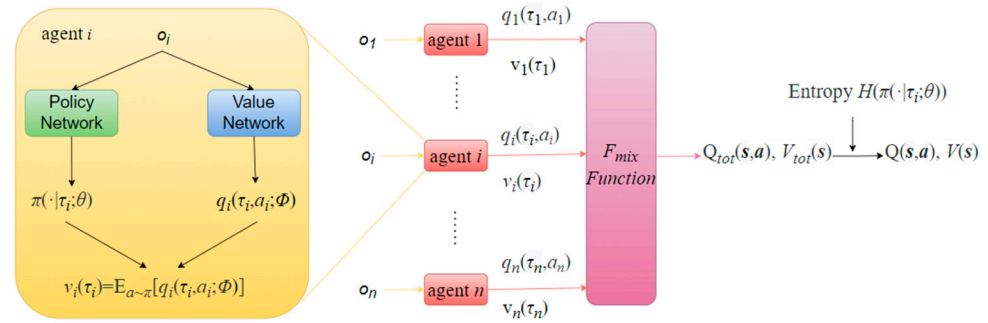 agent i
o_i
Policy
Network
Value
Network
π(·|τ_i;θ)
q_i(τ_i,a_i;Φ)
v_i(τ_i)=E_{a~π}[q_i(τ_i,a_i;Φ)]
o_1
agent 1
q_1(τ_1,a_1)
v_1(τ_1)
o_i
agent i
q_i(τ_i,a_i)
v_i(τ_i)
o_n
agent n
q_n(τ_n,a_n)
v_n(τ_n)
F_mix
Function
Entropy H(π(·|τ_i;θ))
Q_tot(s,a), V_tot(s)
Q(s,a), V(s)